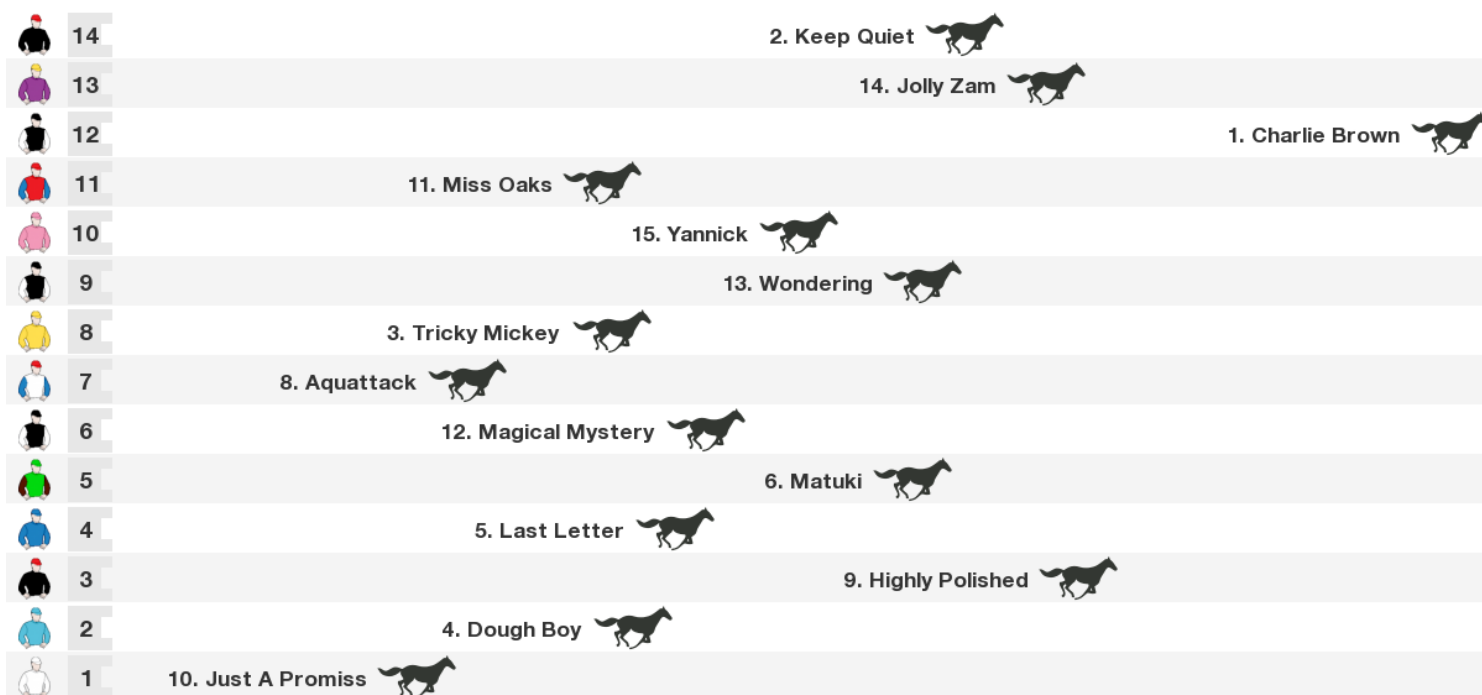 14 2. Keep Quiet
13 14. Jolly Zam
12 1. Charlie Brown
11 11. Miss Oaks
10 15. Yannick
9 13. Wondering
8 3. Tricky Mickey
7 8. Aquattack
6 12. Magical Mystery
5 6. Matuki
4 5. Last Letter
3 9. Highly Polished
2 4. Dough Boy
1 10. Just A Promiss